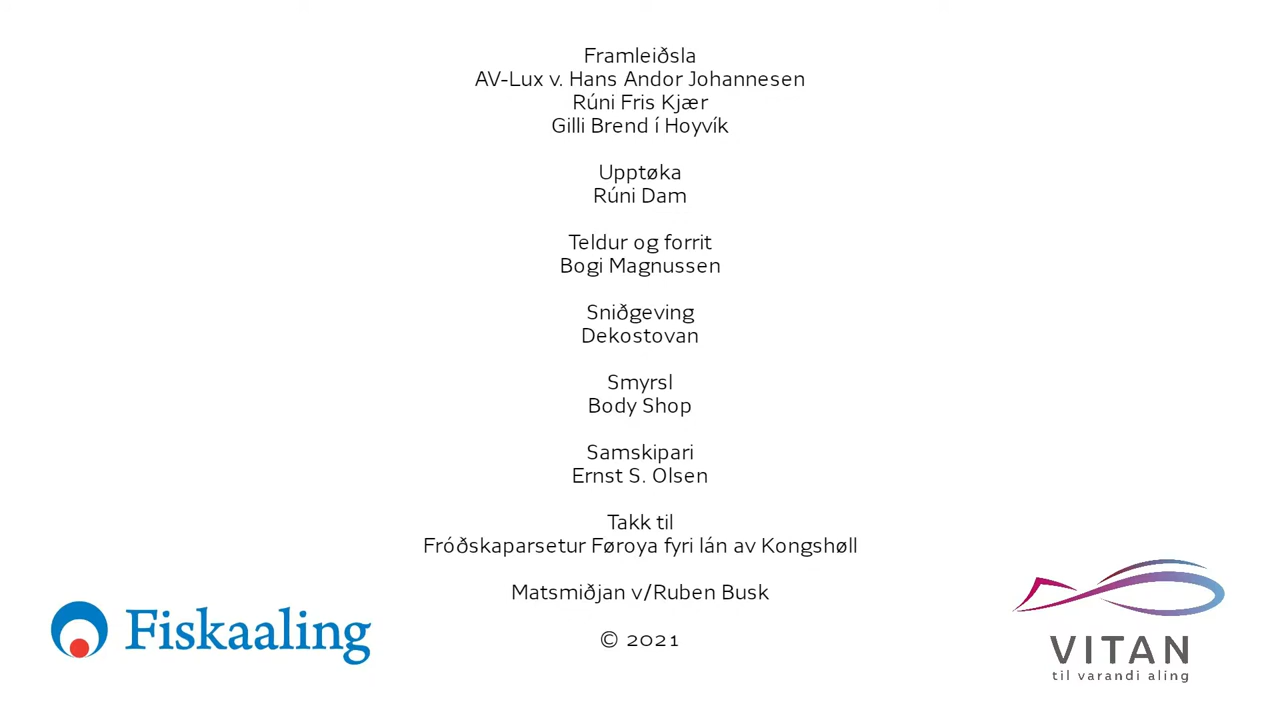 Framleiðsla
AV-Lux v. Hans Andor Johannesen
Rúni Fris Kjær
Gilli Brend í Hoyvík
Upptøka
Rúni Dam
Teldur og forrit
Bogi Magnussen
Sniðgeving
Dekostovan
Smyrsl
Body Shop
Samskipari
Ernst S. Olsen
Takk til
Fróðskaparsetur Føroya fyri lán av Kongshøll
Matsmiðjan v/Ruben Busk
© 2021
Fiskaaling
VITAN
til varandi aling